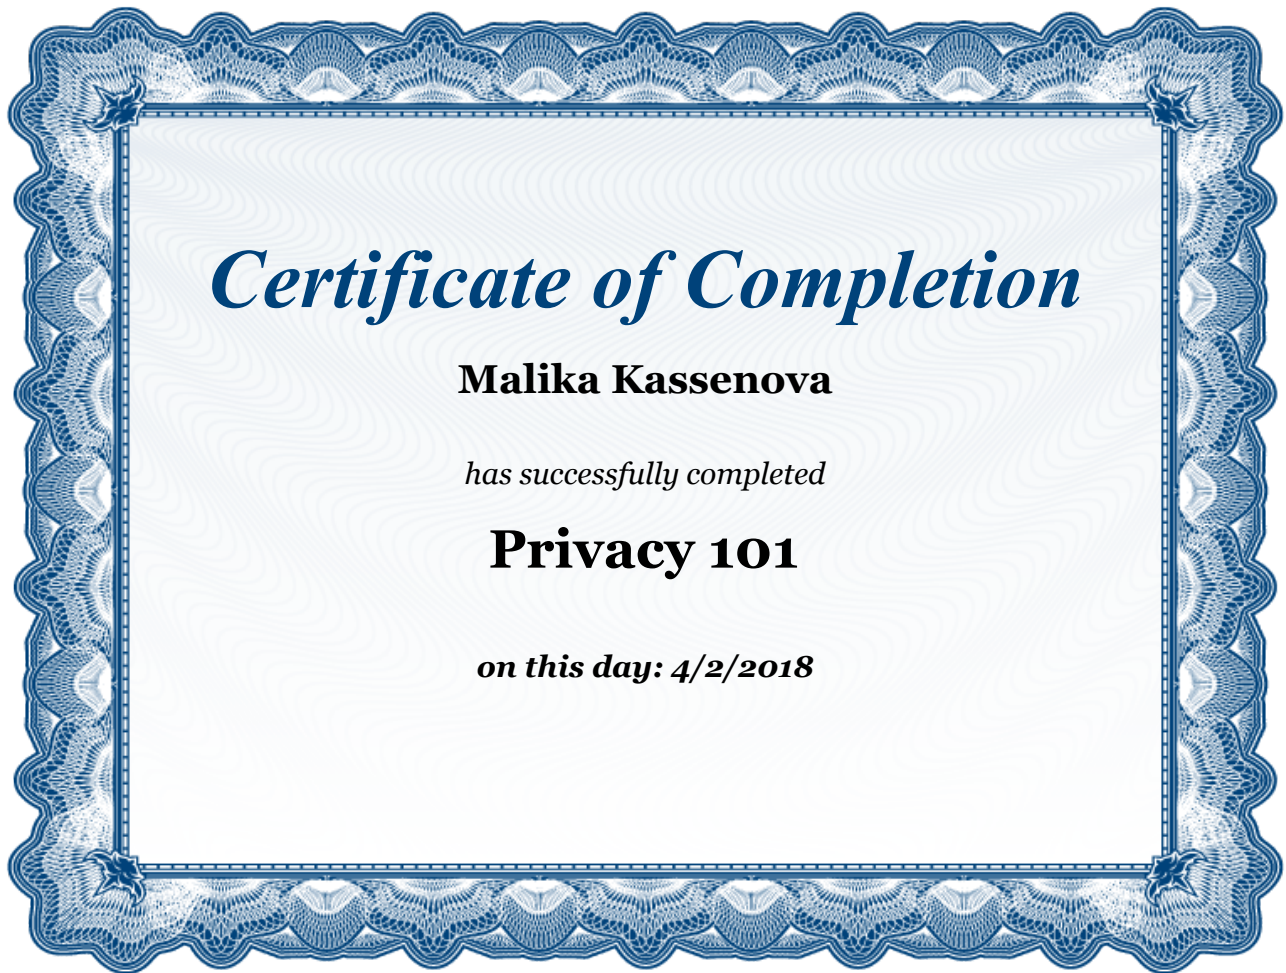 Certificate of Completion
Malika Kassenova
has successfully completed
Privacy 101
on this day: 4/2/2018